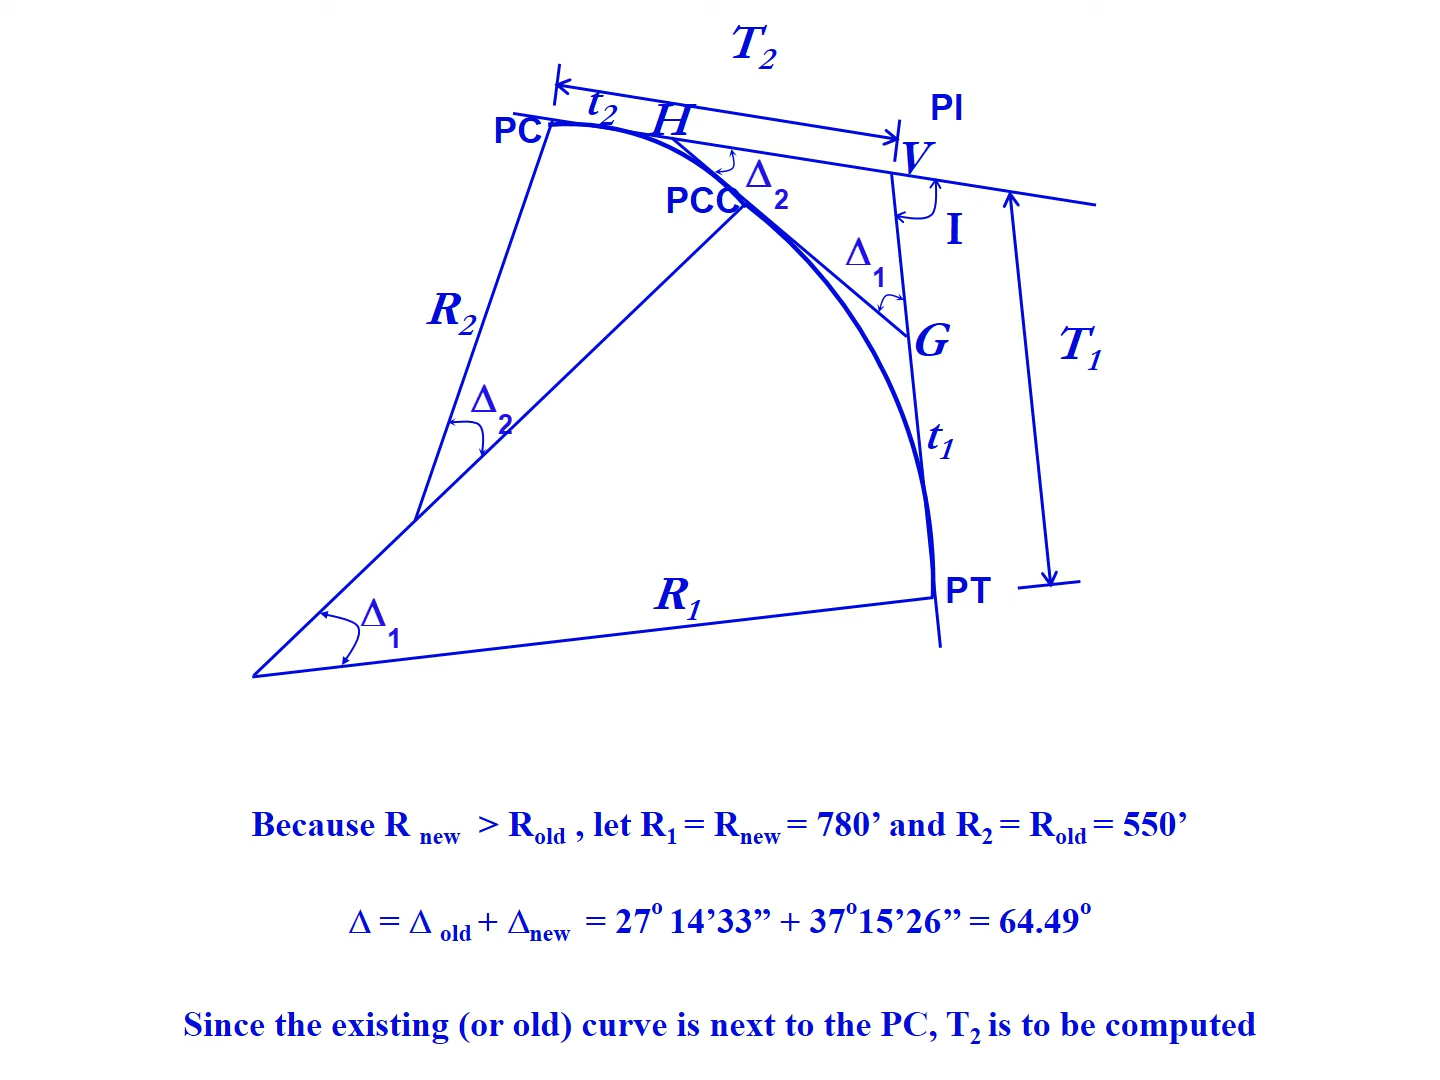 T2
PI
t2
H
PC
V
Δ2
PCC
I
Δ1
R2
G
T1
Δ2
t1
R1
PT
Δ1
Because R new > Rold , let R1 = Rnew = 780’ and R2 = Rold = 550’
Δ = Δ old + Δnew = 27o 14’33” + 37o15’26” = 64.49o
Since the existing (or old) curve is next to the PC, T2 is to be computed